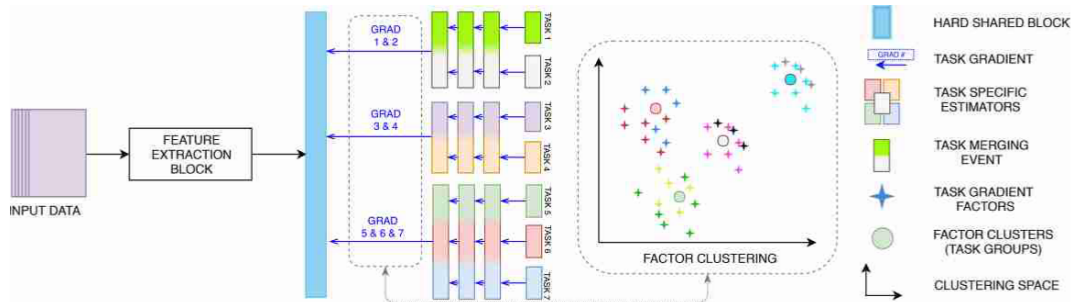 INPUT DATA
FEATURE
EXTRACTION
BLOCK
GRAD
1 & 2
GRAD
3 & 4
GRAD
5 & 6 & 7
TASK 1
TASK 2
TASK 3
TASK 4
TASK 5
TASK 6
TASK 7
FACTOR CLUSTERING
HARD SHARED BLOCK
GRAD #
TASK GRADIENT
TASK SPECIFIC
ESTIMATORS
TASK MERGING
EVENT
TASK GRADIENT
FACTORS
FACTOR CLUSTERS
(TASK GROUPS)
CLUSTERING SPACE